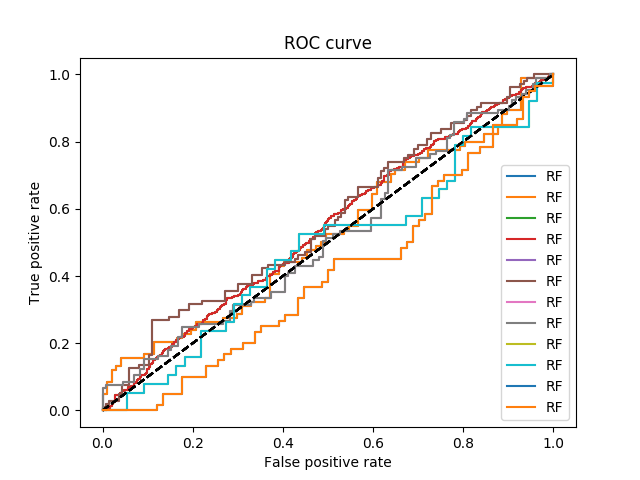 ROC curve
True positive rate
1.0
0.8
0.6
0.4
0.2
0.0
RF
RF
RF
RF
RF
RF
RF
RF
RF
RF
RF
RF
0.0 0.2 0.4 0.6 0.8 1.0
False positive rate